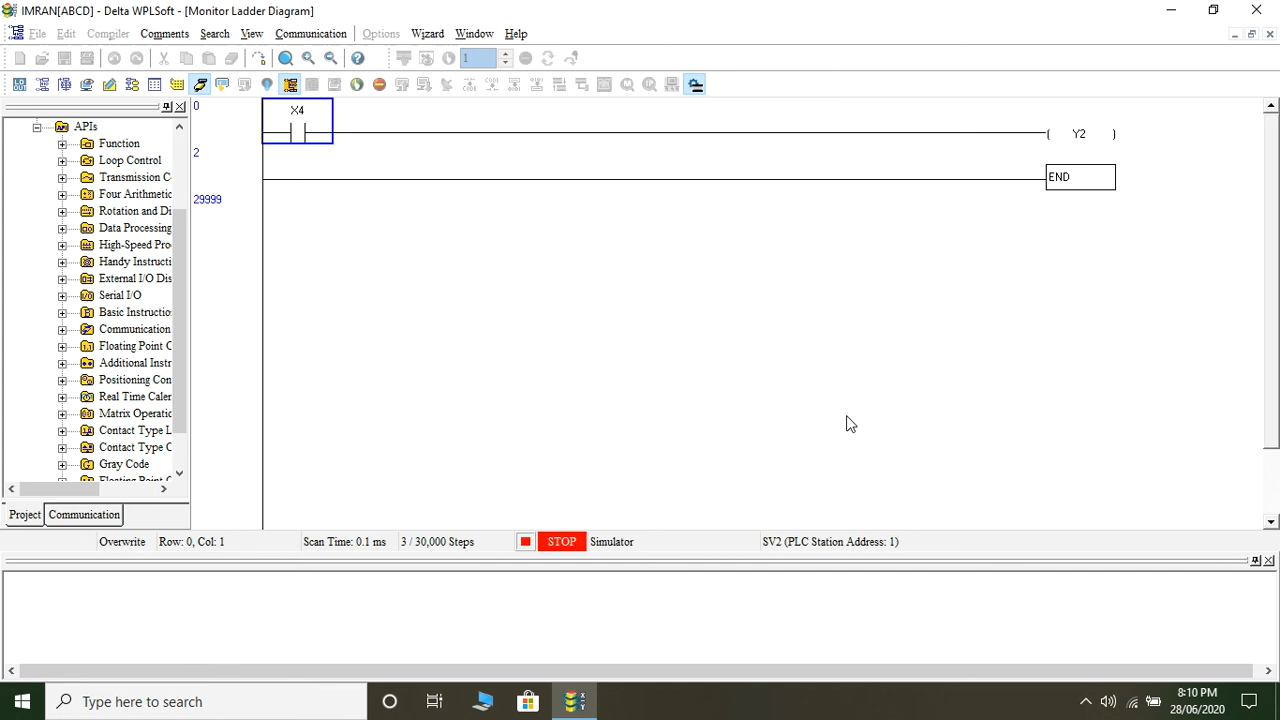 IMRAN[ABCD] - Delta WPLSoft - [Monitor Ladder Diagram]
File Edit Compiler Comments Search View Communication Options Wizard Window Help
1
APIs
Function
Loop Control
Transmission C
Four Arithmetic
Rotation and Di
Data Processing
High-Speed Pro
Handy Instructi
External I/O Dis
Serial I/O
Basic Instructio
Communication
Floating Point C
Additional Instr
Positioning Con
Real Time Caler
Matrix Operatic
Contact Type L
Contact Type C
Gray Code
Floating Point C
Project Communication
0
X4
Y2
2
END
29999
Overwrite Row: 0, Col: 1 Scan Time: 0.1 ms 3 / 30,000 Steps STOP Simulator SV2 (PLC Station Address: 1)
Type here to search
8:10 PM
28/06/2020